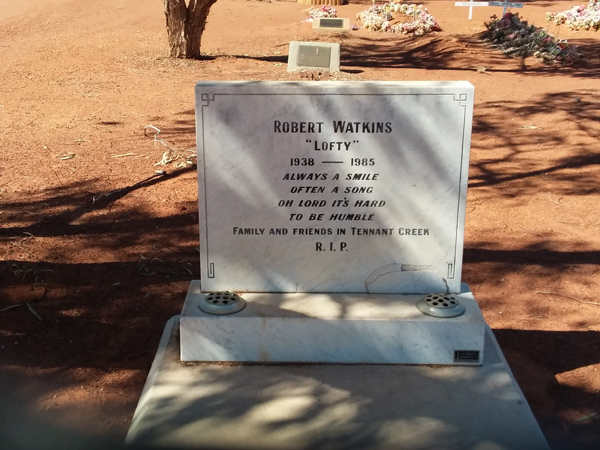 ROBERT WATKINS
"LOFTY"
1938 — 1985
ALWAYS A SMILE
OFTEN A SONG
OH LORD IT'S HARD
TO BE HUMBLE
FAMILY AND FRIENDS IN TENNANT CREEK
R. I. P.